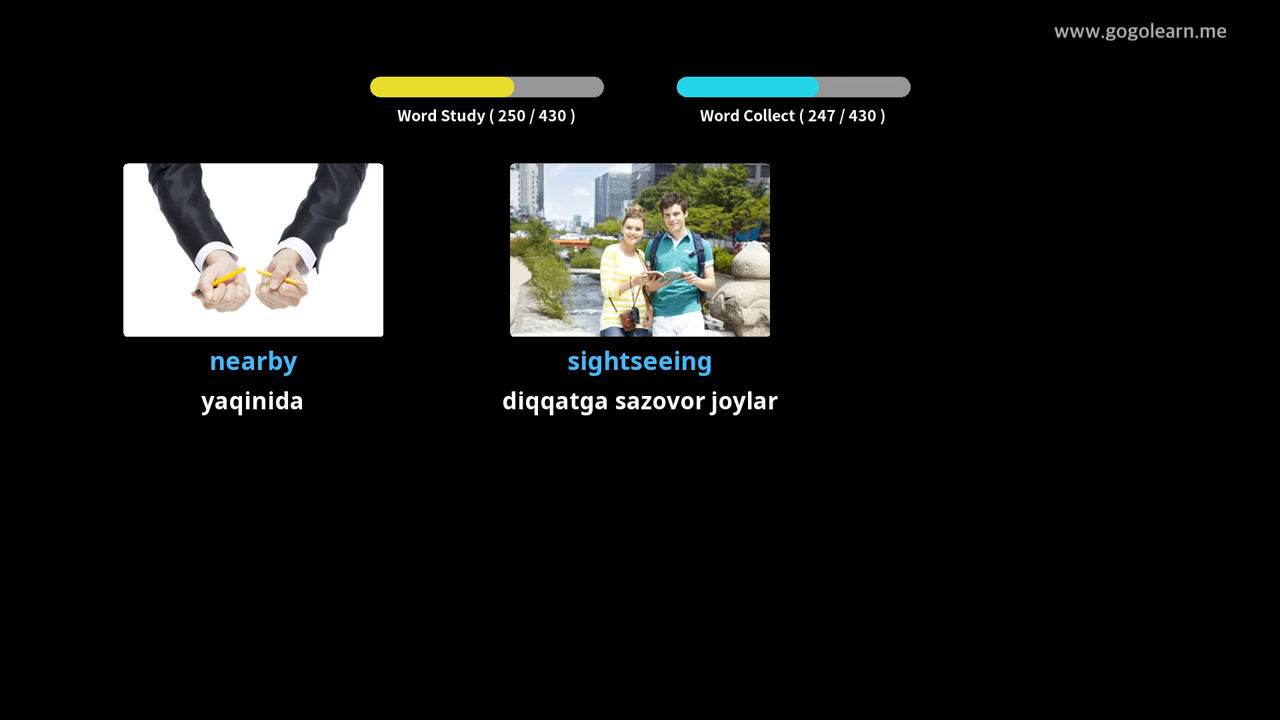 www.gogolearn.me
Word Study ( 250 / 430 )
Word Collect ( 247 / 430 )
nearby
yaqinida
sightseeing
diqqatga sazovor joylar